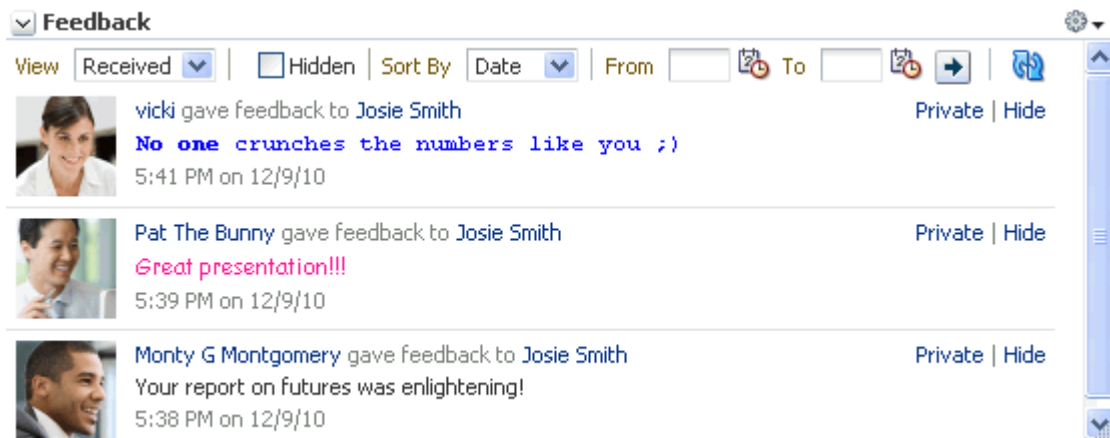 Feedback
View Received | Hidden | Sort By Date | From To |
vicki gave feedback to Josie Smith Private | Hide
No one crunches the numbers like you ;)
5:41 PM on 12/9/10
Pat The Bunny gave feedback to Josie Smith Private | Hide
Great presentation!!!
5:39 PM on 12/9/10
Monty G Montgomery gave feedback to Josie Smith Private | Hide
Your report on futures was enlightening!
5:38 PM on 12/9/10